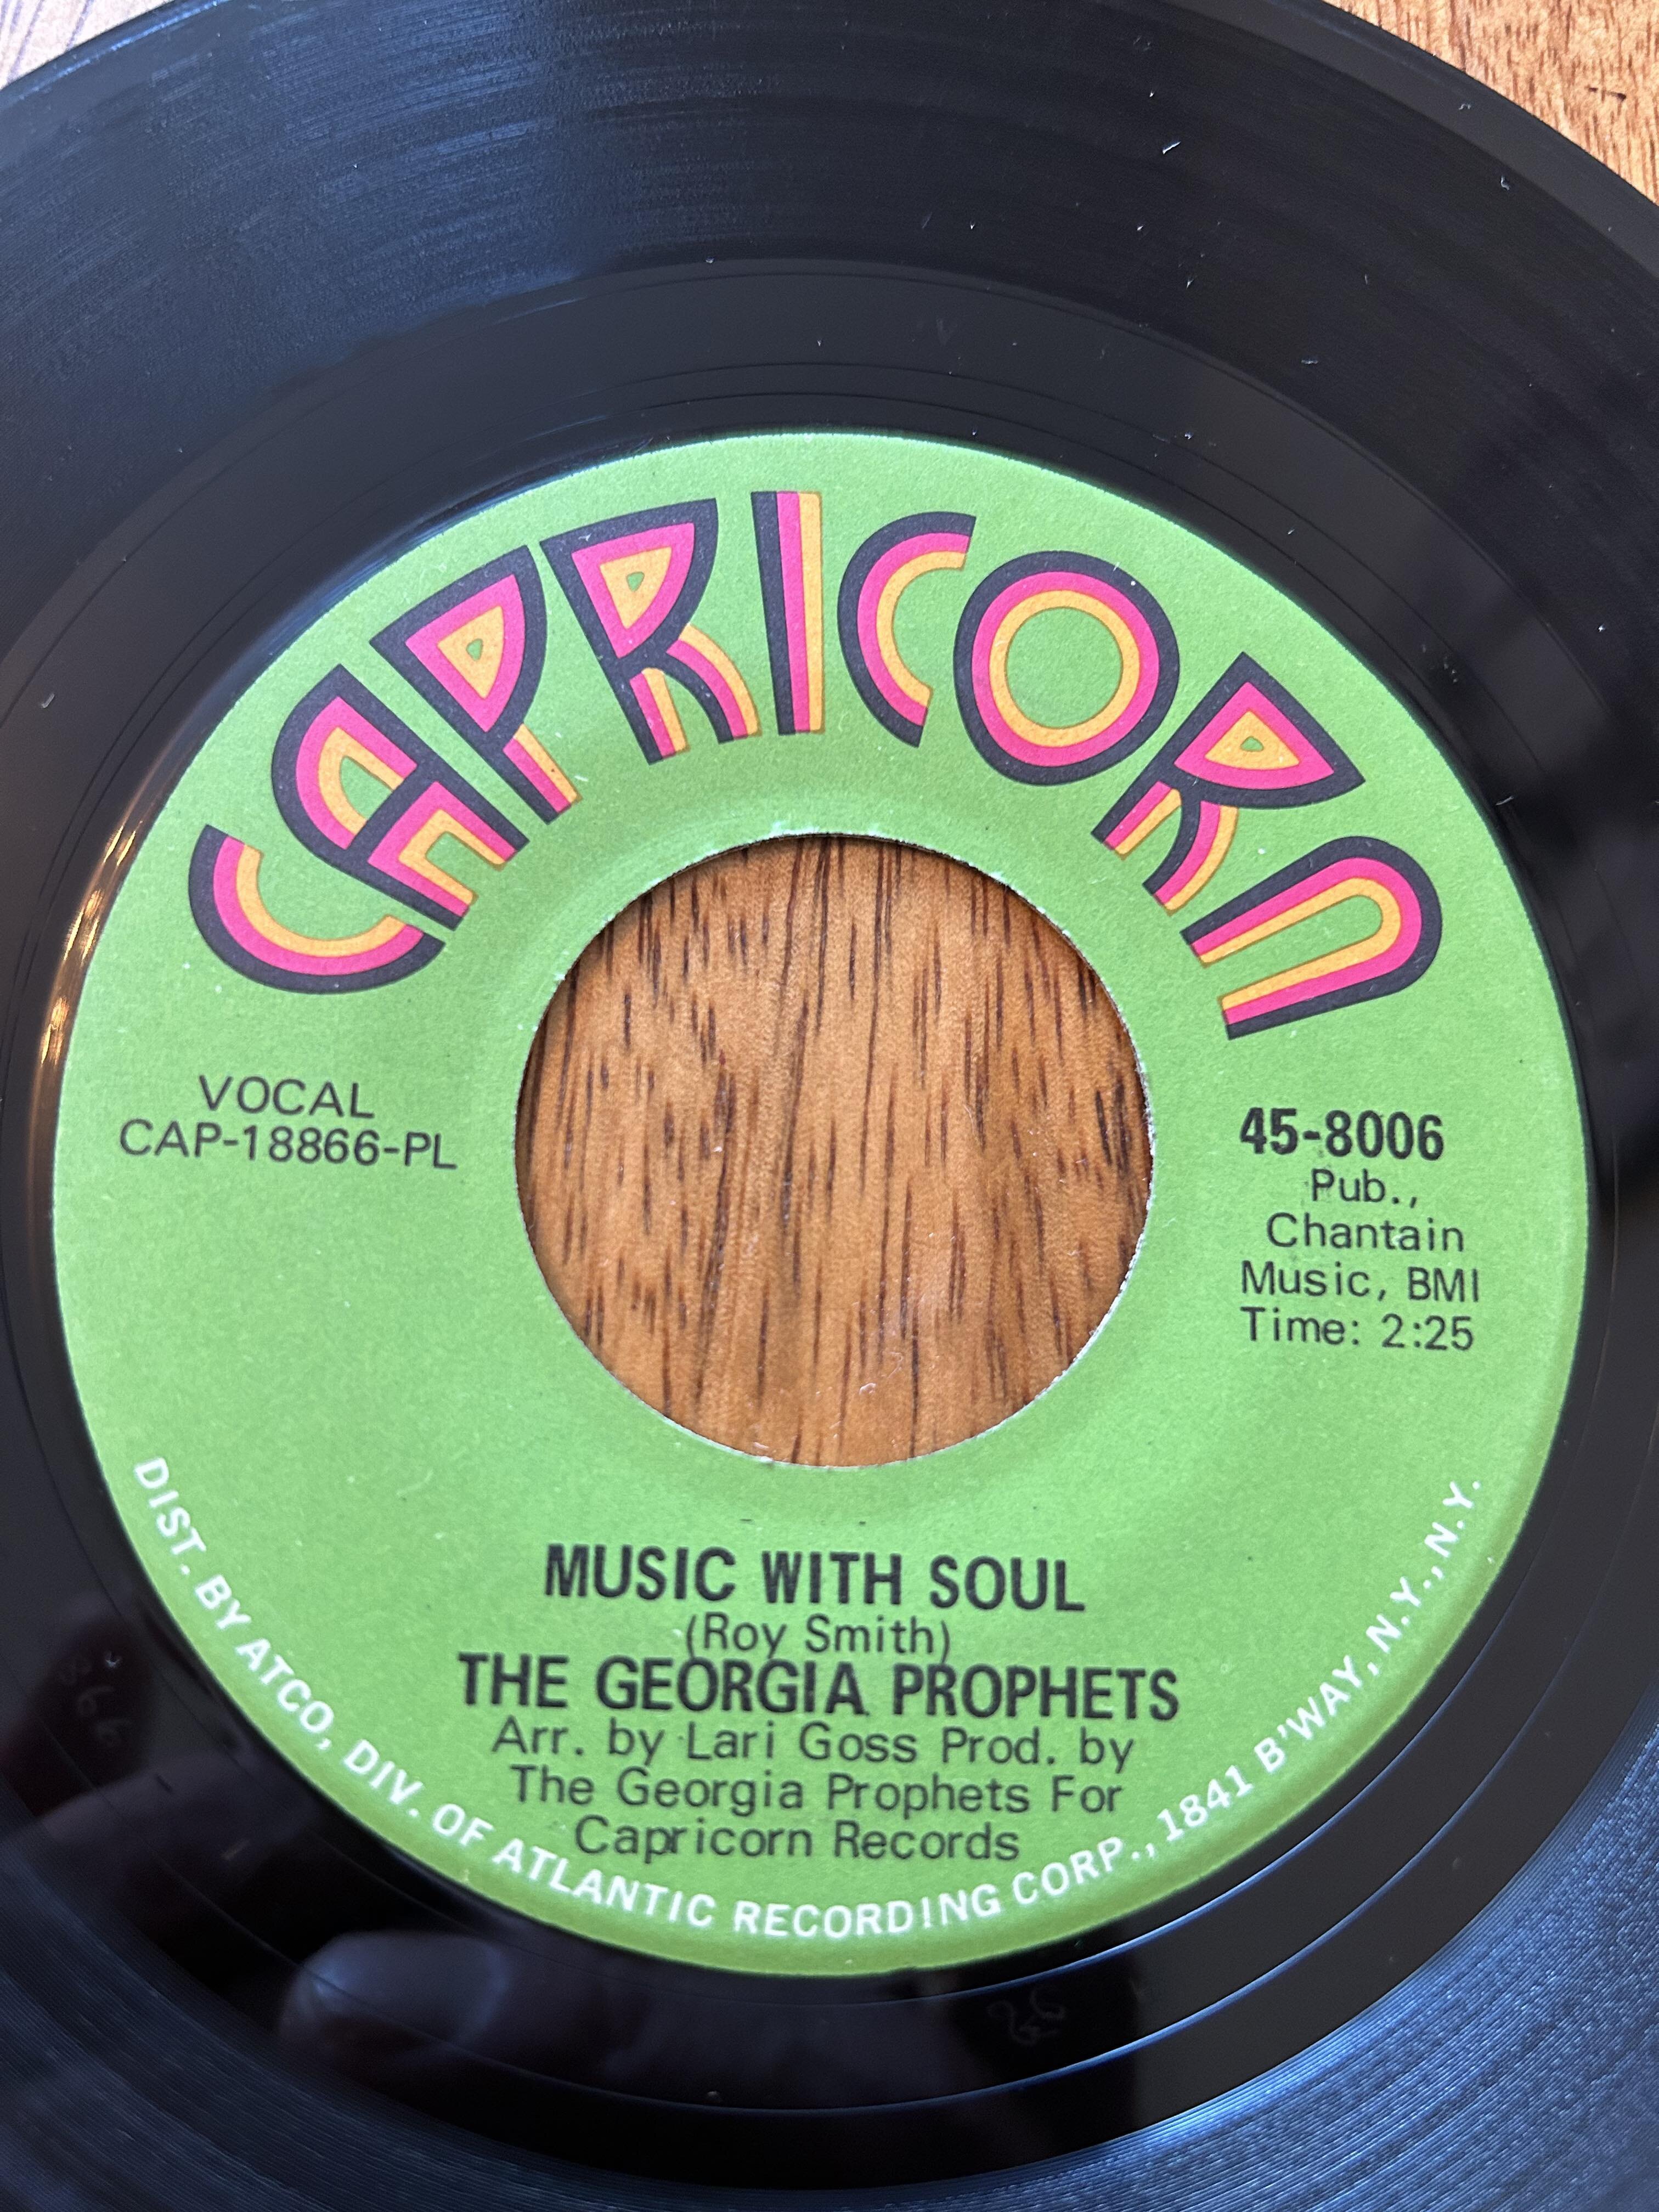 CAPRICORN
VOCAL
CAP-18866-PL
45-8006
Pub.,
Chantain
Music, BMI
Time: 2:25
MUSIC WITH SOUL
(Roy Smith)
THE GEORGIA PROPHETS
Arr. by Lari Goss Prod. by
The Georgia Prophets For
Capricorn Records
DIST. BY ATCO, DIV. OF ATLANTIC RECORDING CORP., 1841 B'WAY, N.Y., N.Y.